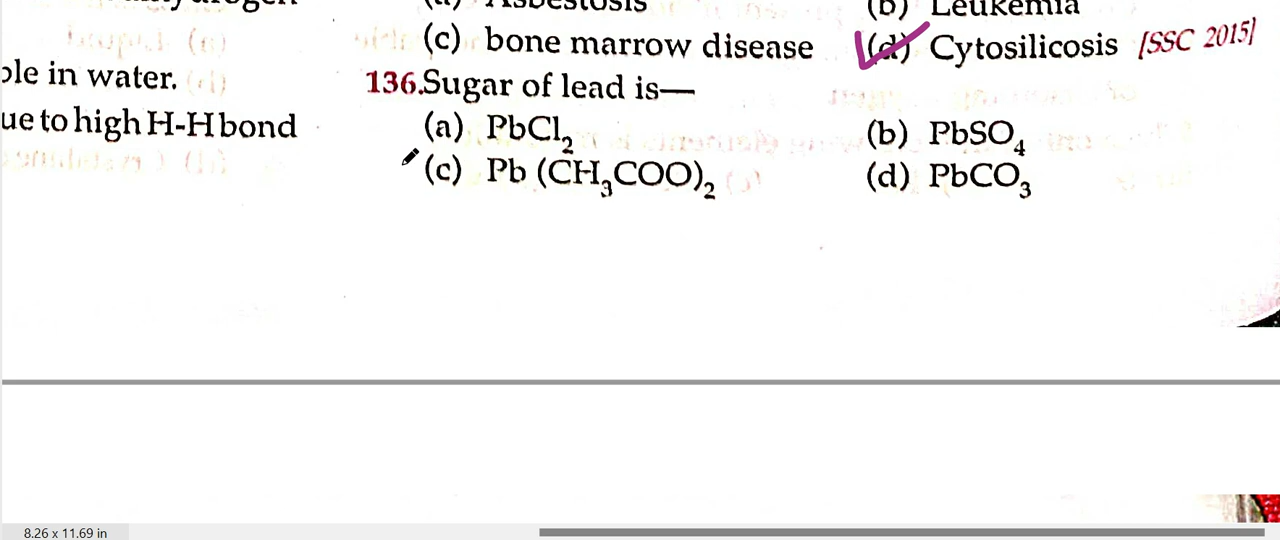 (b) Leukemia
(c) bone marrow disease (d) Cytosilicosis [SSC 2015]
ble in water.
136.Sugar of lead is—
ue to high H-H bond
(a) PbCl₂ (b) PbSO₄
(c) Pb (CH₃COO)₂ (d) PbCO₃
8.26 x 11.69 in